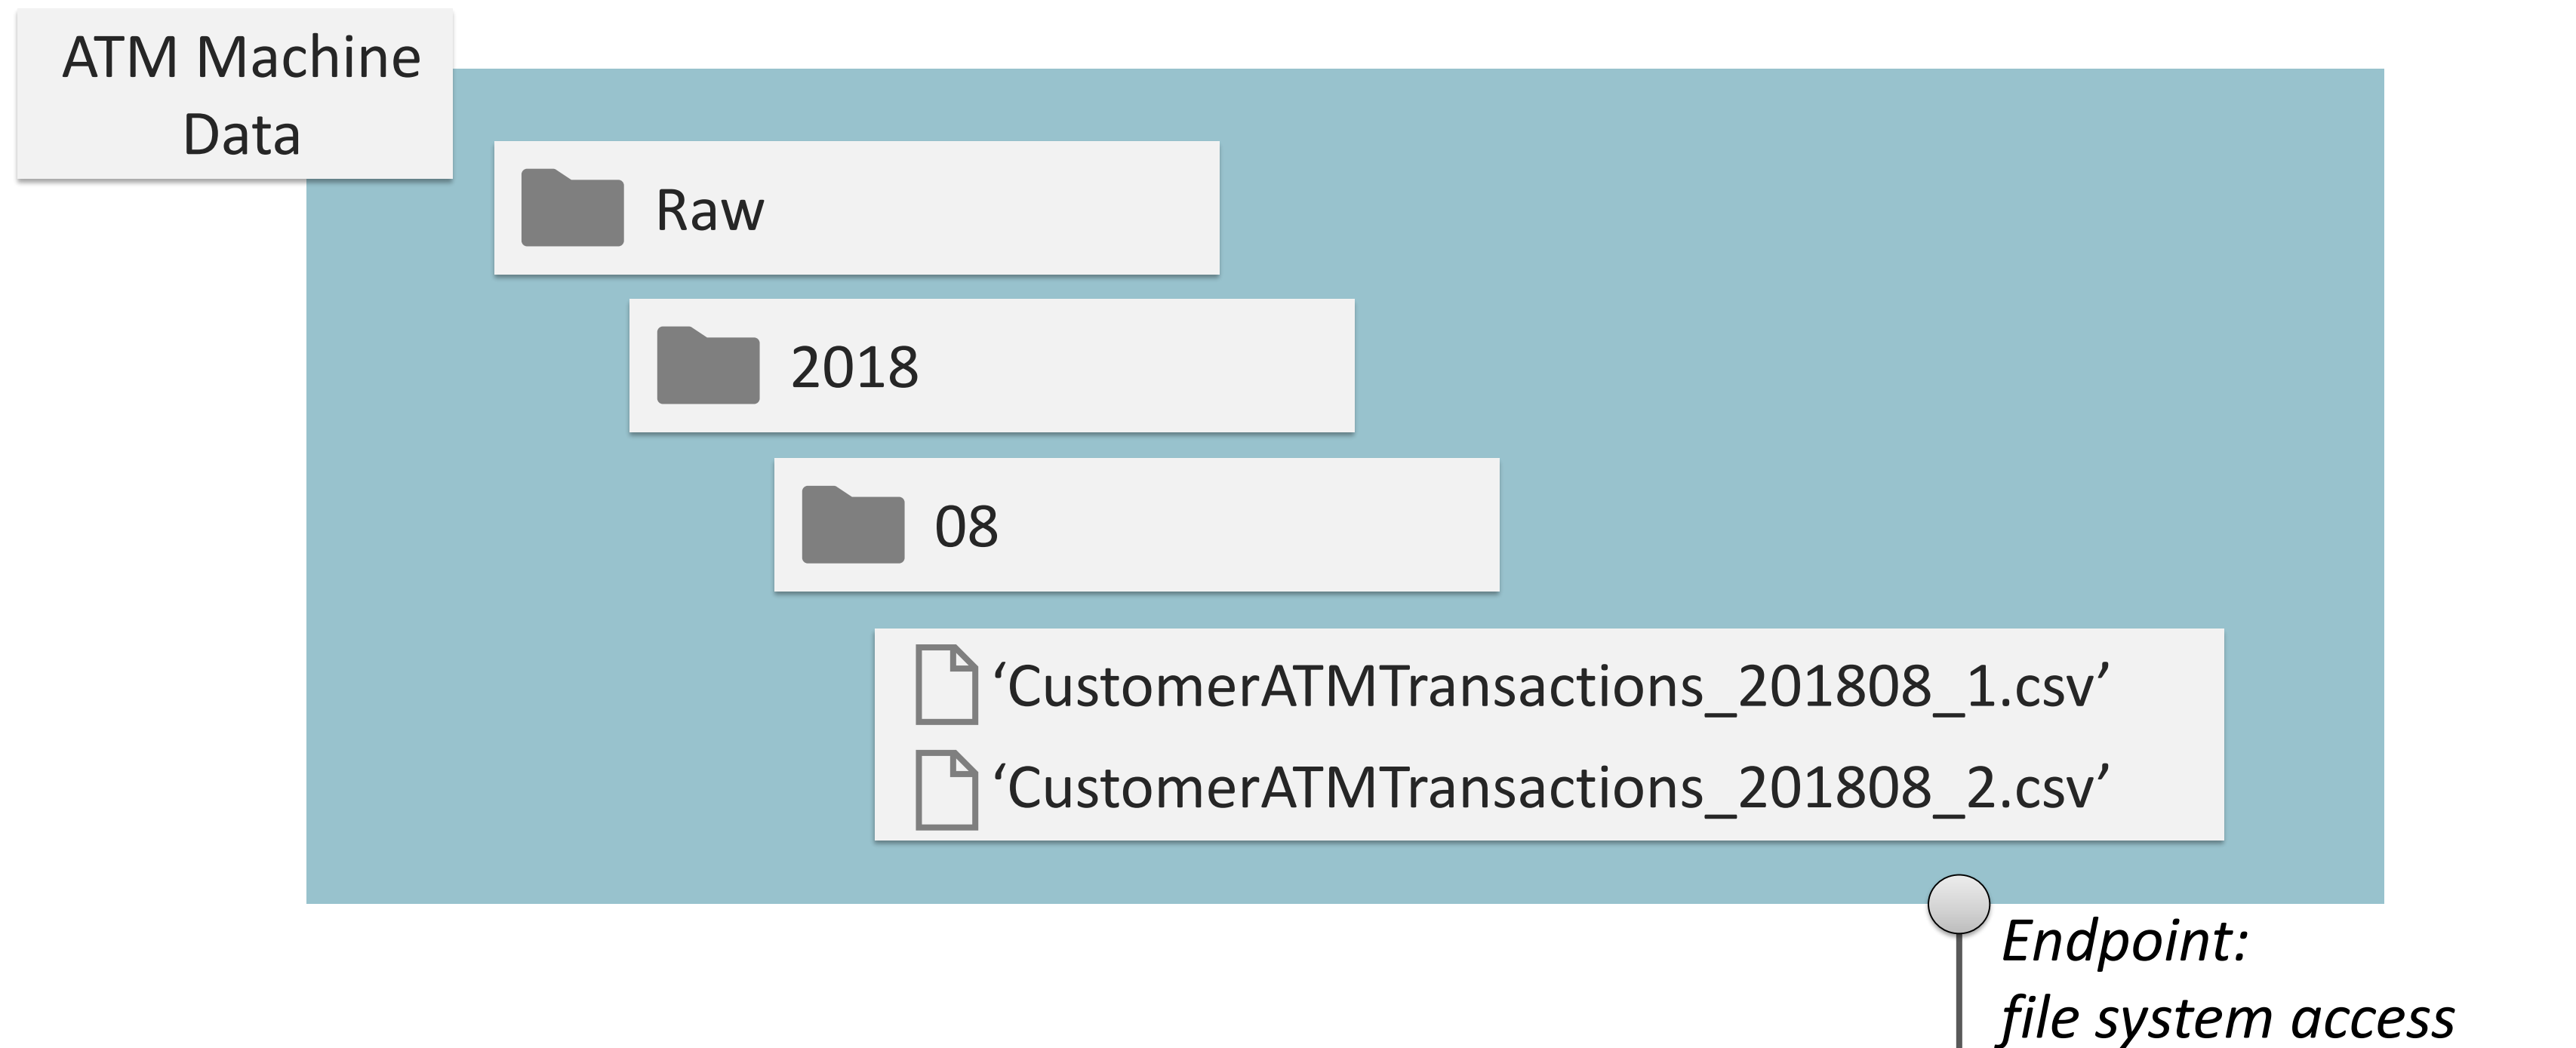 ATM Machine
Data
Raw
2018
08
‘CustomerATMTransactions_201808_1.csv’
‘CustomerATMTransactions_201808_2.csv’
Endpoint:
file system access